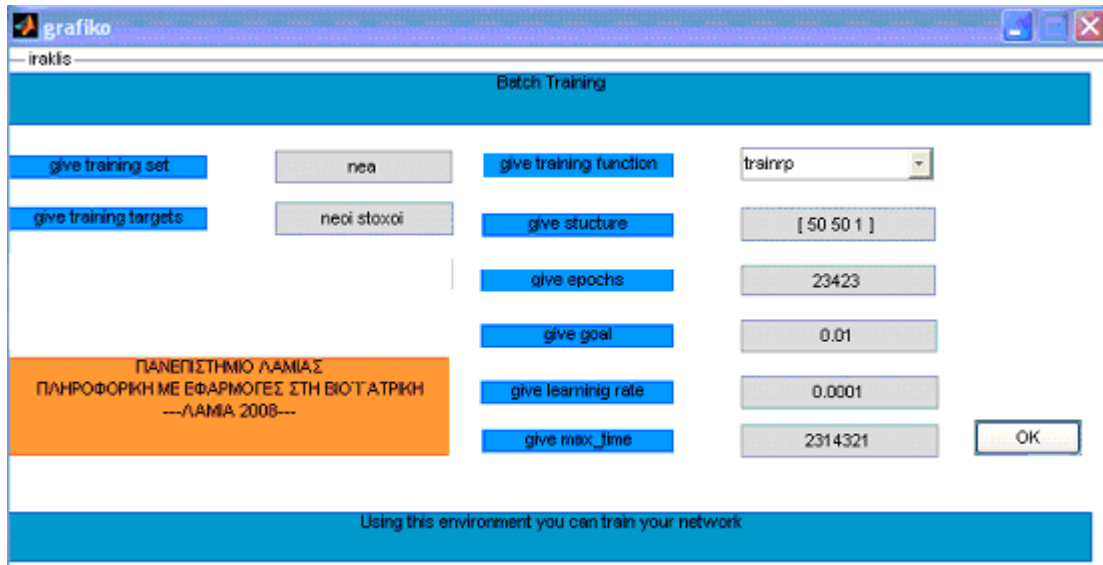 grafiko
iraklis
Batch Training
give training set
nea
give training function
trainrp
give training targets
neoi stoxoi
give stucture
[ 50 50 1 ]
give epochs
23423
give goal
0.01
ΠΑΝΕΠΙΣΤΗΜΙΟ ΛΑΜΙΑΣ
ΠΛΗΡΟΦΟΡΙΚΗ ΜΕ ΕΦΑΡΜΟΓΕΣ ΣΤΗ ΒΙΟΪΑΤΡΙΚΗ
---ΛΑΜΙΑ 2008---
give learninig rate
0.0001
give max_time
2314321
OK
Using this environment you can train your network